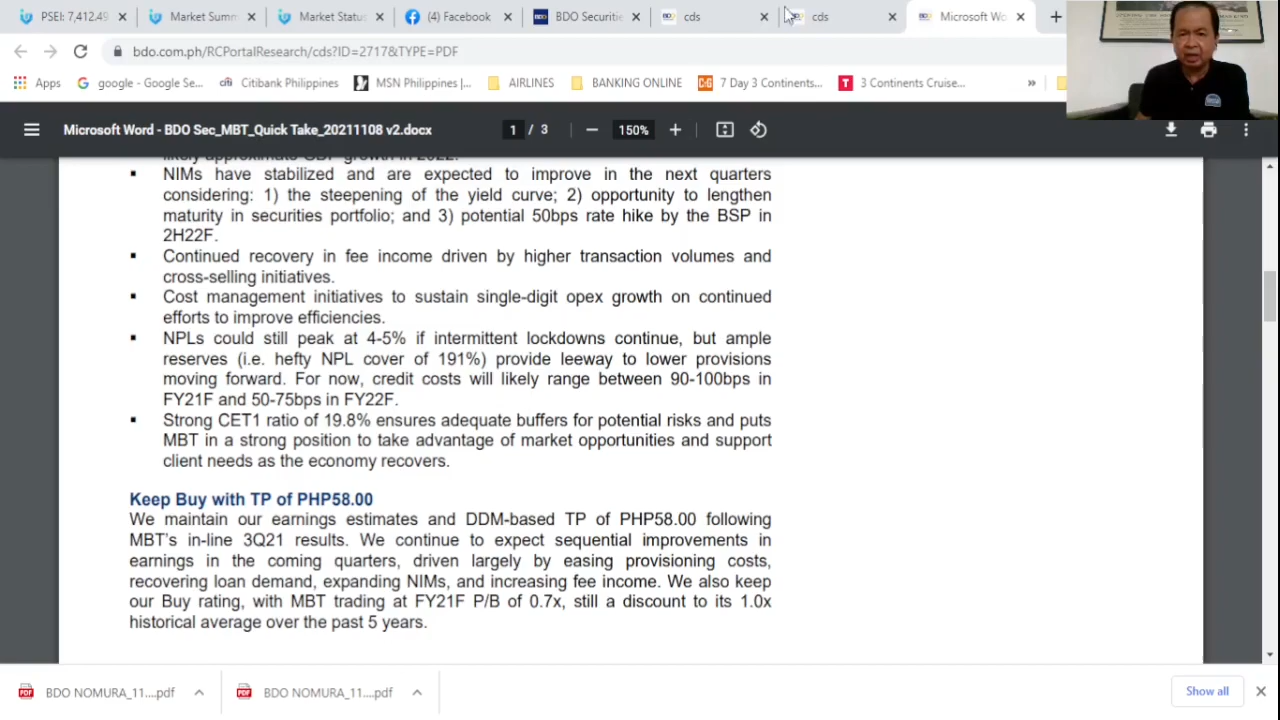 PSEI: 7,412.49
Market Summ
Market Status
(4) Facebook
BDO Securitie
cds
cds
Microsoft Wo
bdo.com.ph/RCPortalResearch/cds?ID=2717&TYPE=PDF
Apps
google - Google Se...
Citibank Philippines
MSN Philippines |...
AIRLINES
BANKING ONLINE
7 Day 3 Continents...
3 Continents Cruise...
»
Microsoft Word - BDO Sec_MBT_Quick Take_20211108 v2.docx
1 / 3
150%
likely approximate GDP growth in 2022.
▪ NIMs have stabilized and are expected to improve in the next quarters
considering: 1) the steepening of the yield curve; 2) opportunity to lengthen
maturity in securities portfolio; and 3) potential 50bps rate hike by the BSP in
2H22F.
▪ Continued recovery in fee income driven by higher transaction volumes and
cross-selling initiatives.
▪ Cost management initiatives to sustain single-digit opex growth on continued
efforts to improve efficiencies.
▪ NPLs could still peak at 4-5% if intermittent lockdowns continue, but ample
reserves (i.e. hefty NPL cover of 191%) provide leeway to lower provisions
moving forward. For now, credit costs will likely range between 90-100bps in
FY21F and 50-75bps in FY22F.
▪ Strong CET1 ratio of 19.8% ensures adequate buffers for potential risks and puts
MBT in a strong position to take advantage of market opportunities and support
client needs as the economy recovers.
Keep Buy with TP of PHP58.00
We maintain our earnings estimates and DDM-based TP of PHP58.00 following
MBT's in-line 3Q21 results. We continue to expect sequential improvements in
earnings in the coming quarters, driven largely by easing provisioning costs,
recovering loan demand, expanding NIMs, and increasing fee income. We also keep
our Buy rating, with MBT trading at FY21F P/B of 0.7x, still a discount to its 1.0x
historical average over the past 5 years.
BDO NOMURA_11....pdf
BDO NOMURA_11....pdf
Show all